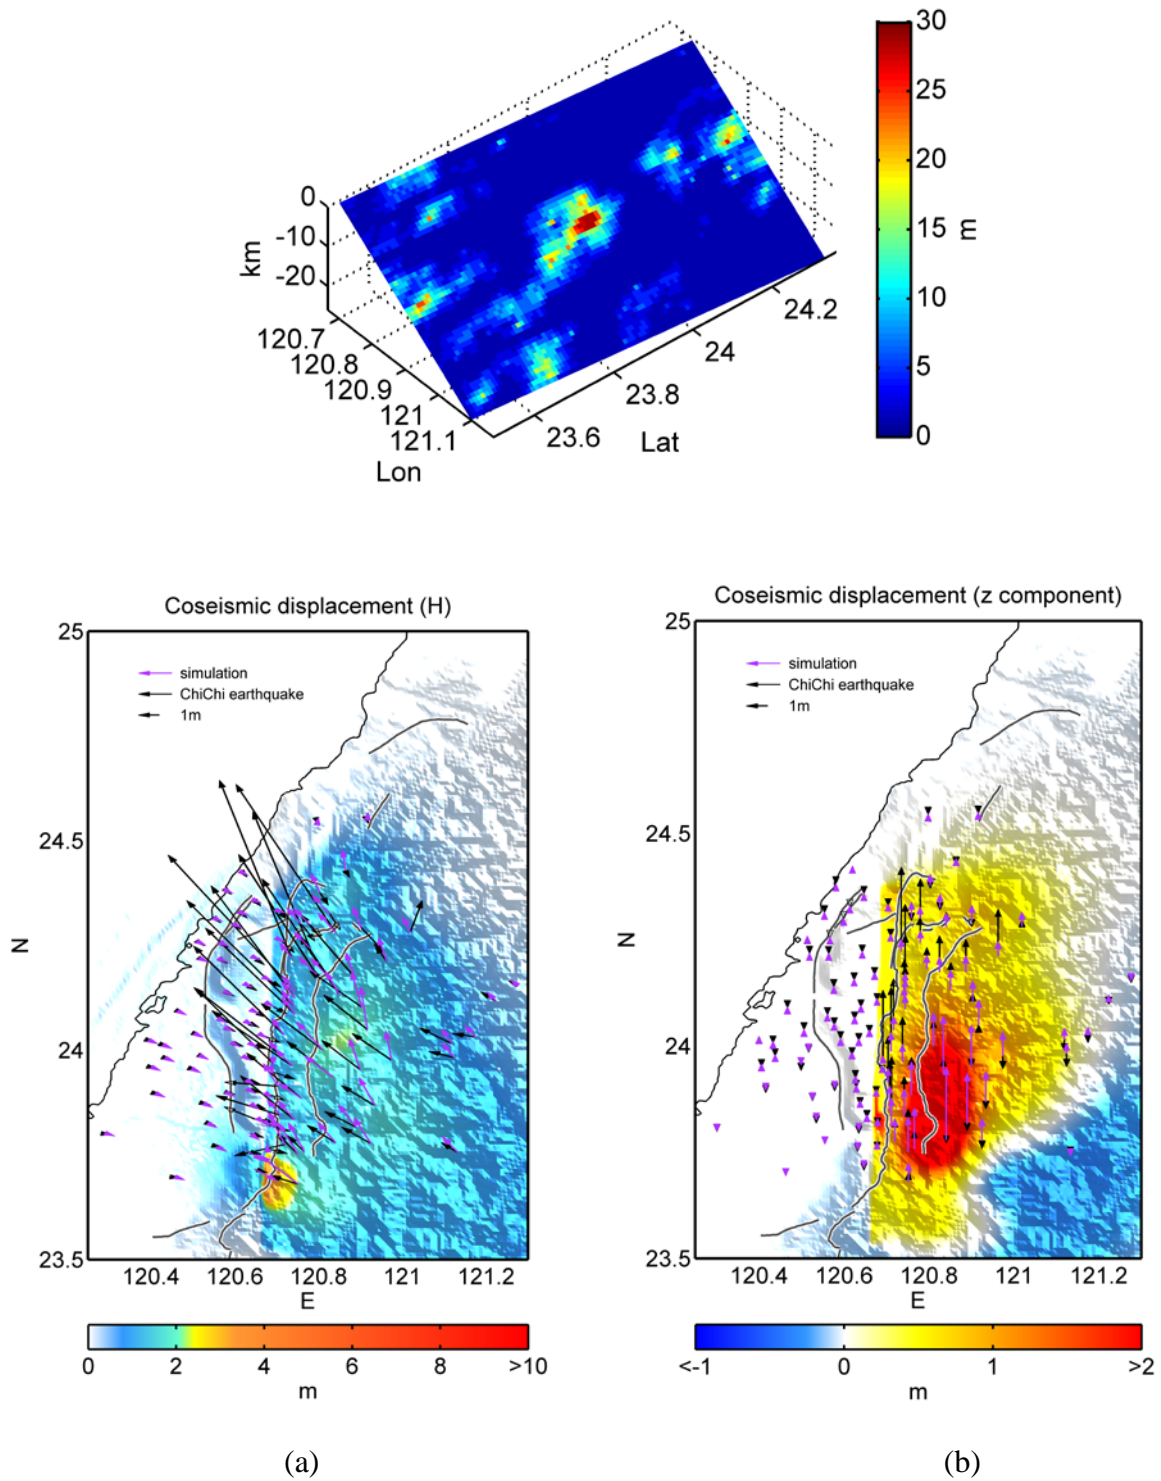 30
25
20
15
10
5
0
m
0
-10
-20
km
120.7
120.8
120.9
121
121.1
Lon
23.6
23.8
24
24.2
Lat
Coseismic displacement (H)
simulation
ChiChi earthquake
1m
25
24.5
24
23.5
N
120.4 120.6 120.8 121 121.2
E
0 2 4 6 8 >10
m
(a)
Coseismic displacement (z component)
simulation
ChiChi earthquake
1m
25
24.5
24
23.5
N
120.4 120.6 120.8 121 121.2
E
<-1 0 1 >2
m
(b)